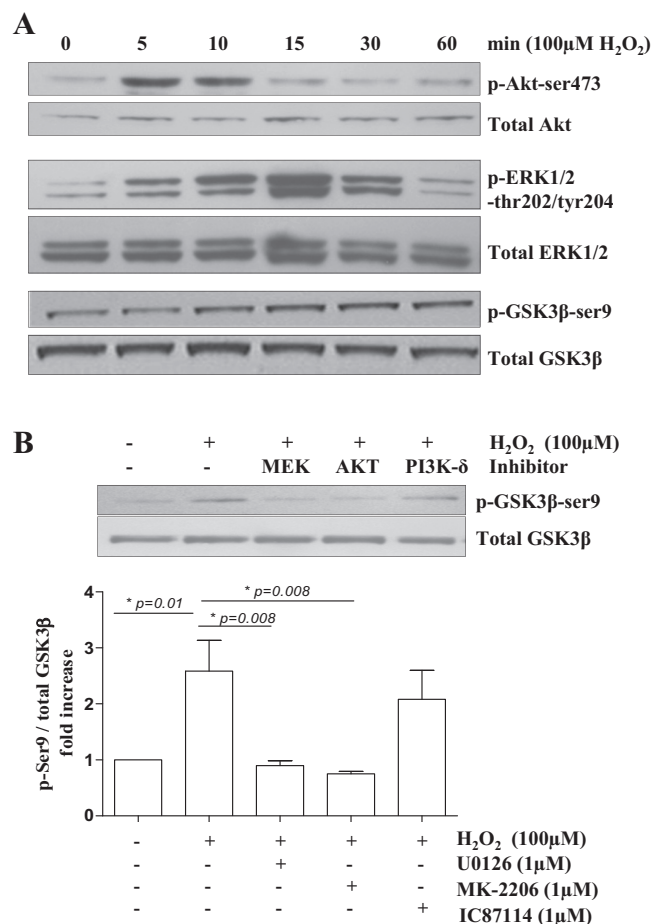 A
0 5 10 15 30 60 min (100μM H₂O₂)
p-Akt-ser473
Total Akt
p-ERK1/2
-thr202/tyr204
Total ERK1/2
p-GSK3β-ser9
Total GSK3β
B
- + + + + H₂O₂ (100μM)
- - MEK AKT PI3K-δ Inhibitor
p-GSK3β-ser9
Total GSK3β
p-Ser9 / total GSK3β
fold increase
4
3
2
1
0
* p=0.01
* p=0.008
* p=0.008
- + + + + H₂O₂ (100μM)
- - + - - U0126 (1μM)
- - - + - MK-2206 (1μM)
- - - - + IC87114 (1μM)